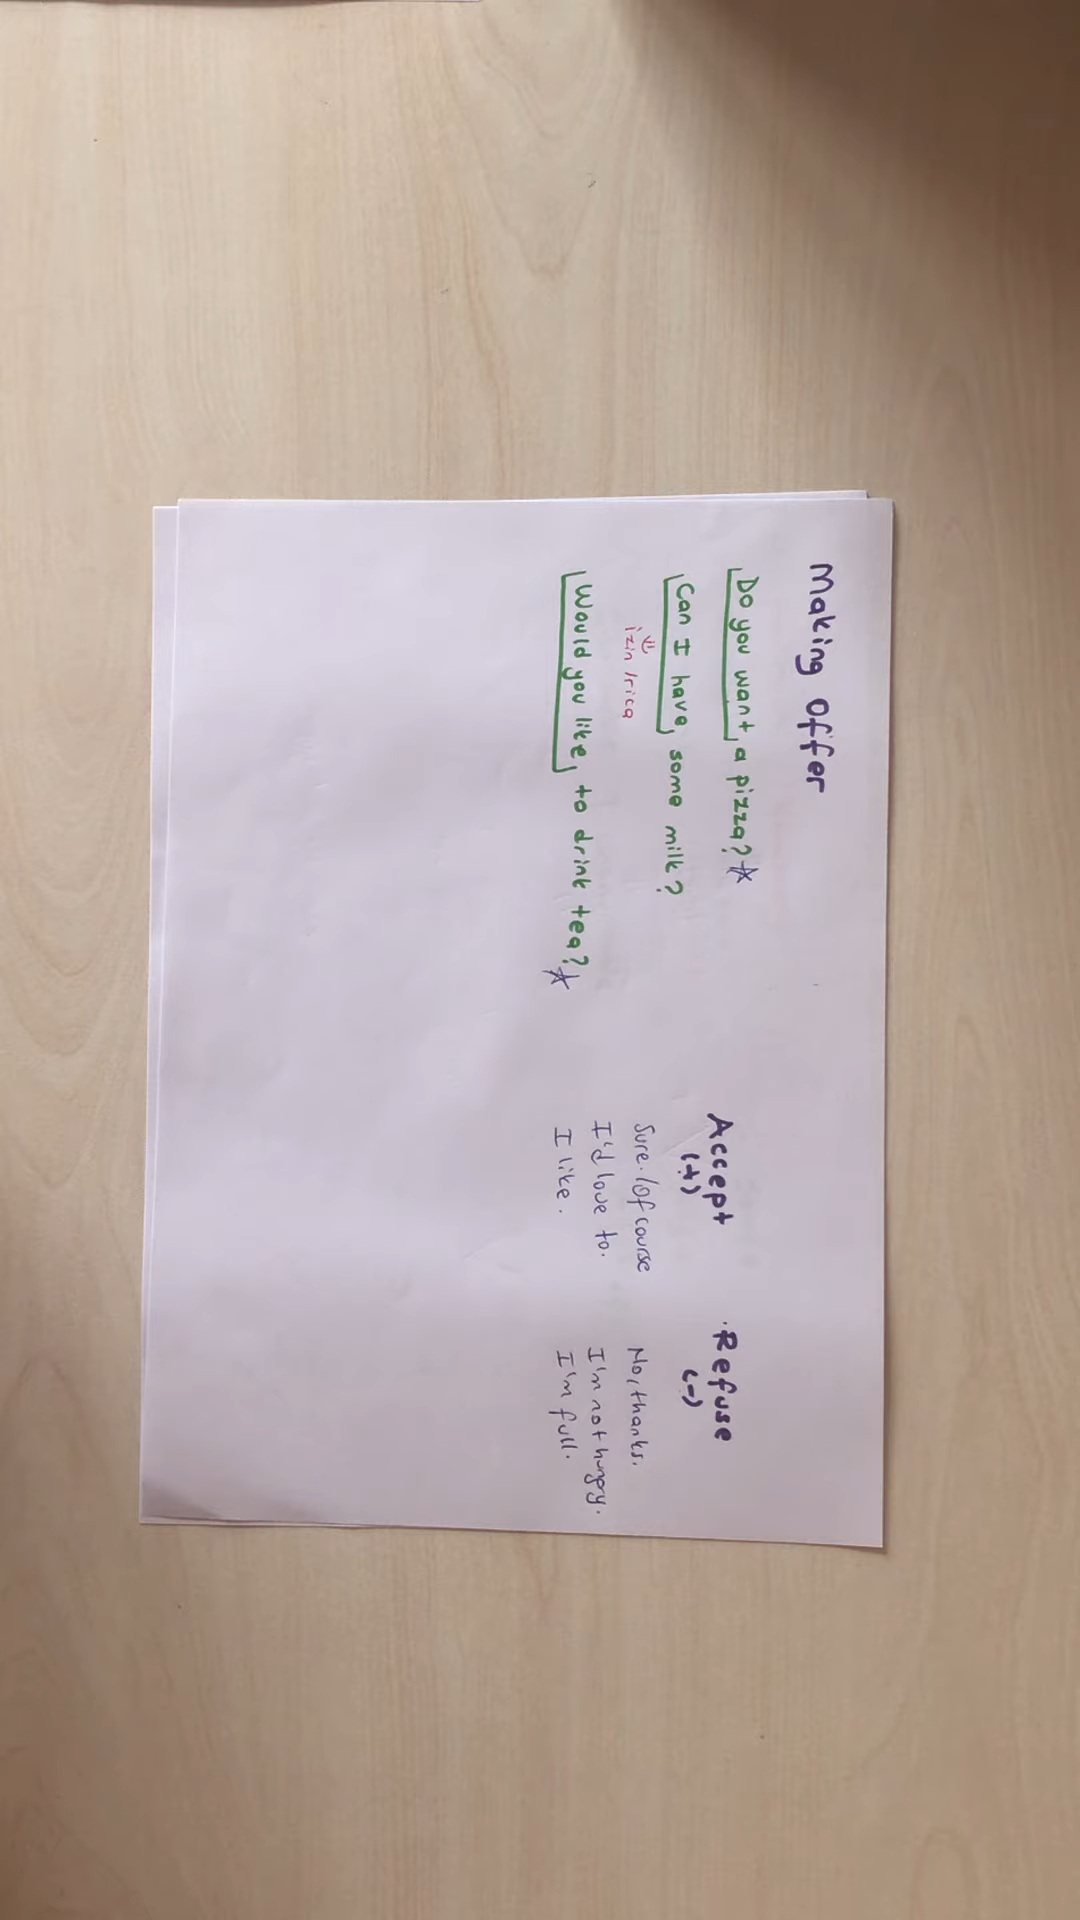 Making Offer
Do you want a pizza? ☆
Can I have some milk?
⇓
izin / rica
Would you like to drink tea? ☆
Accept
(+)
Sure. / Of course
I'd love to.
I like.
Refuse
(-)
No, thanks.
I'm not hungry.
I'm full.